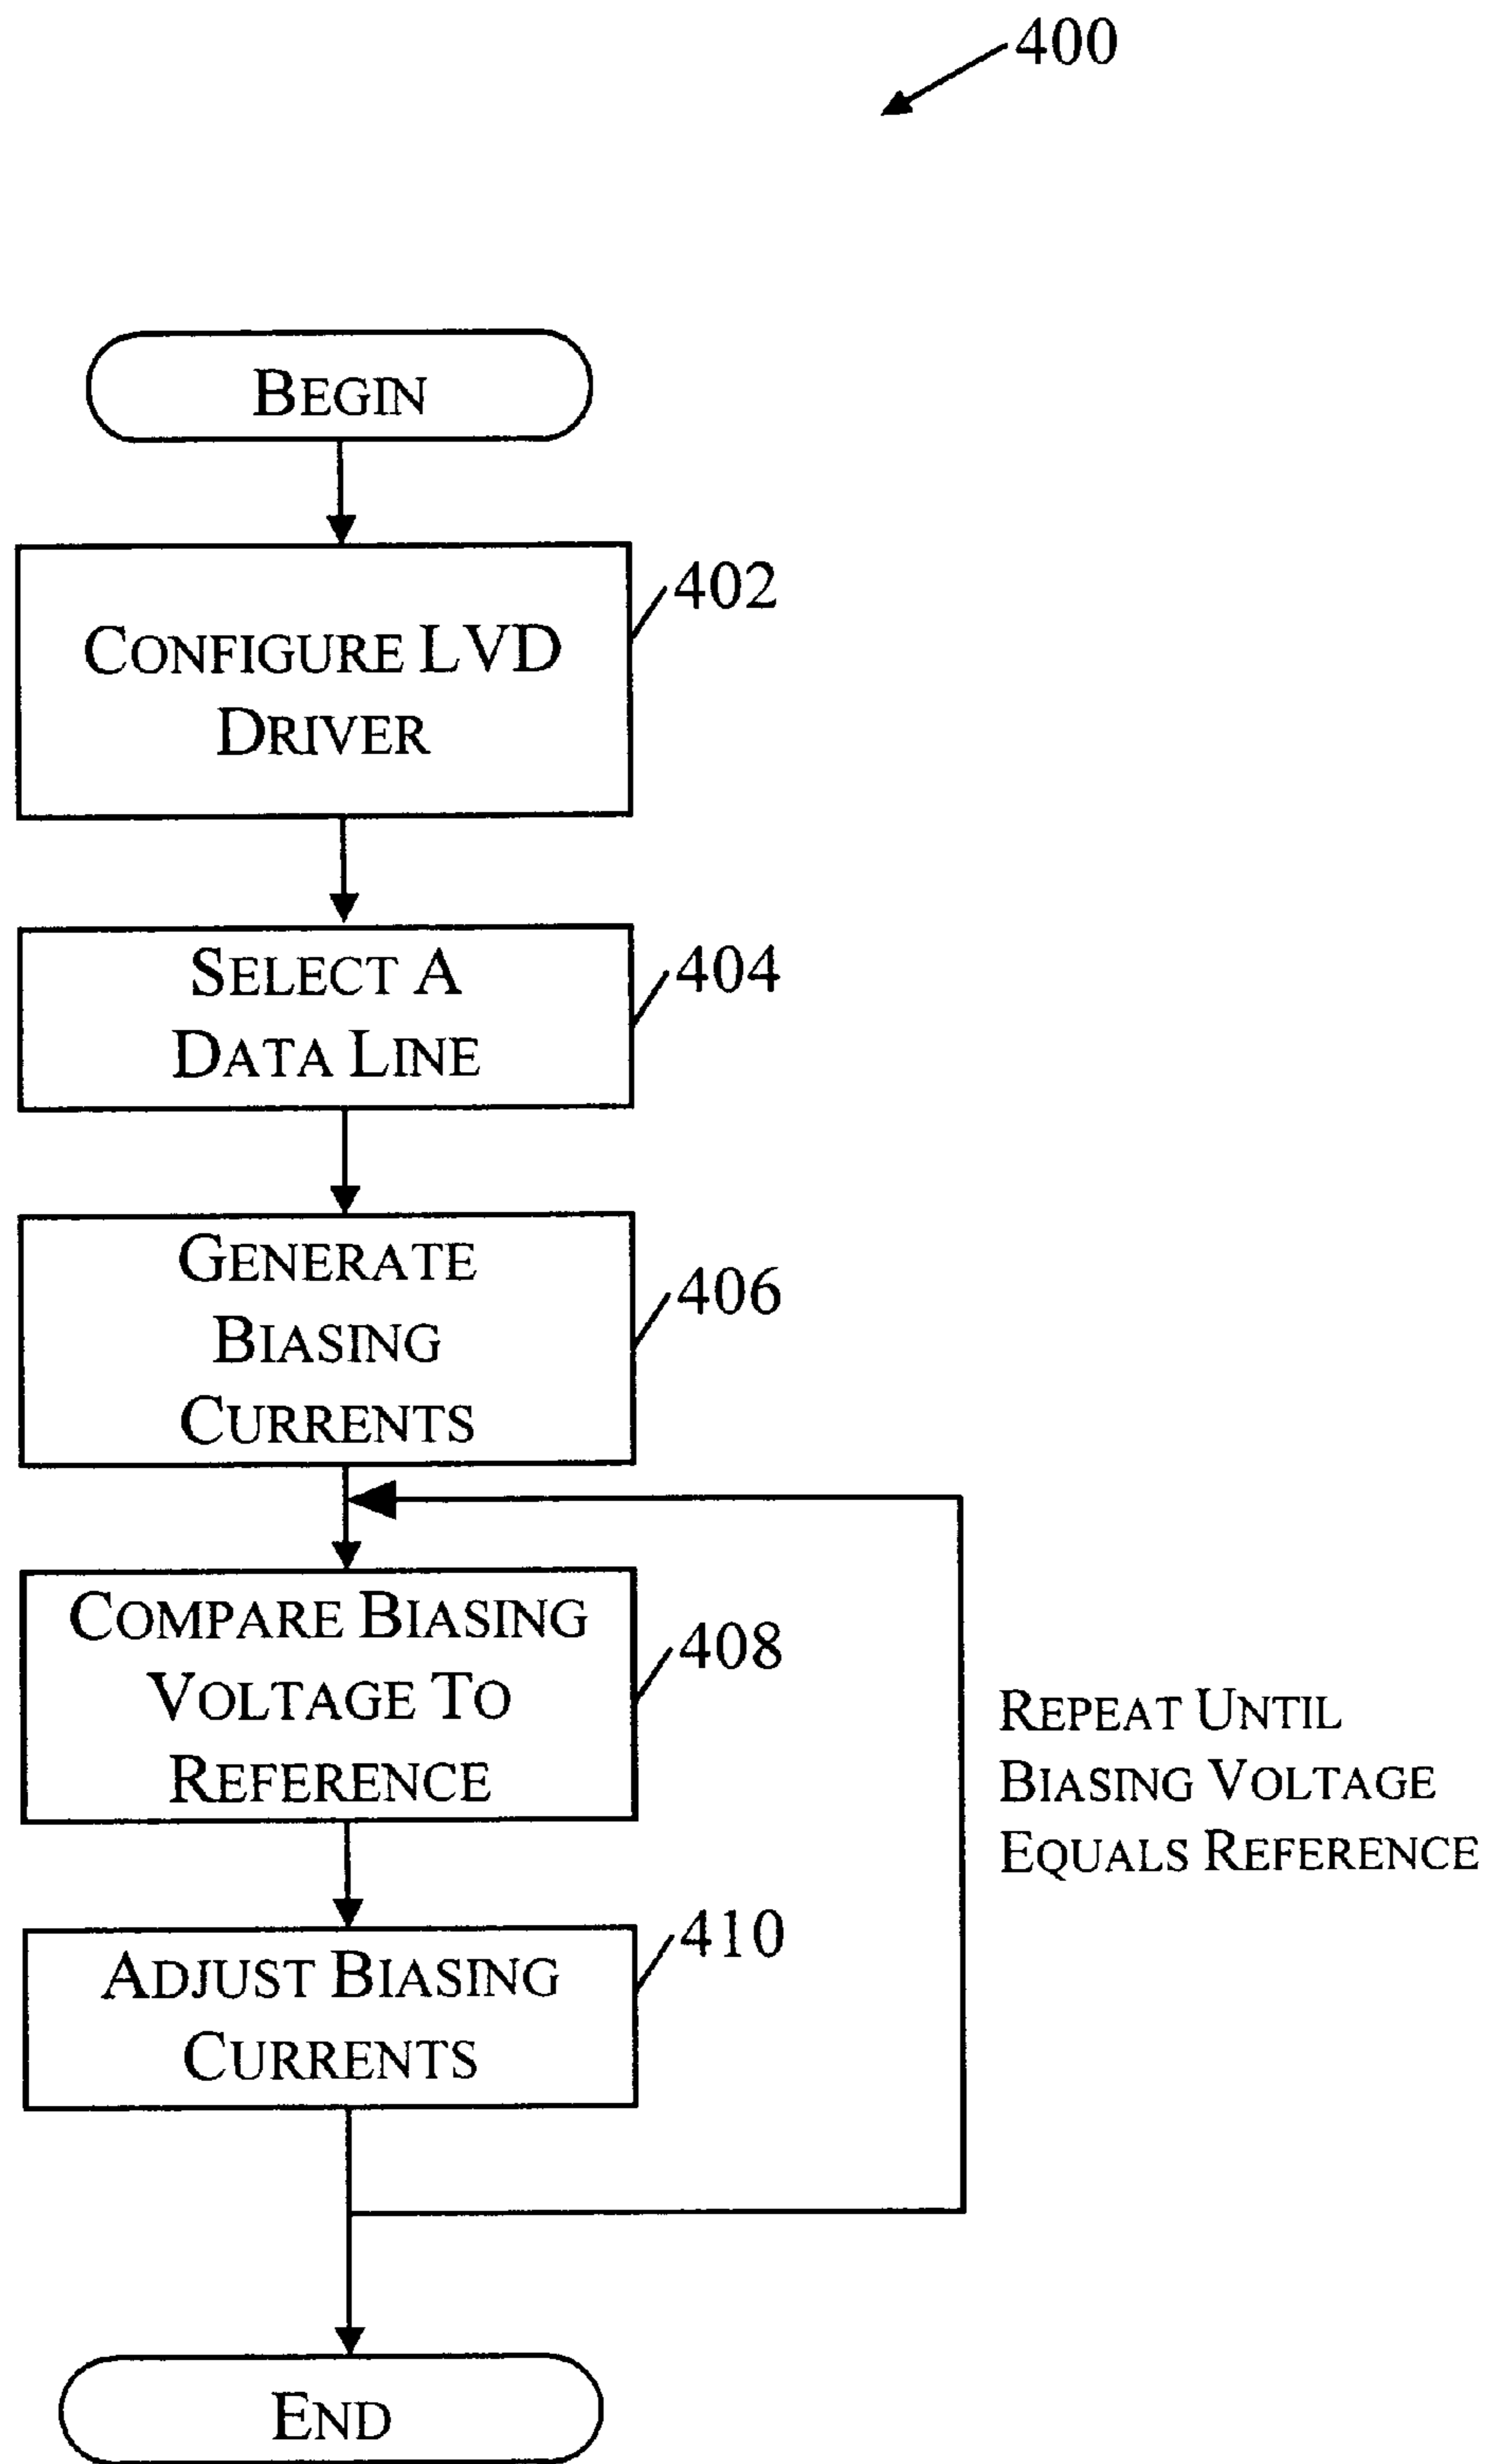 400
BEGIN
402
CONFIGURE LVD
DRIVER
404
SELECT A
DATA LINE
406
GENERATE
BIASING
CURRENTS
408
COMPARE BIASING
VOLTAGE TO
REFERENCE
REPEAT UNTIL
BIASING VOLTAGE
EQUALS REFERENCE
410
ADJUST BIASING
CURRENTS
END